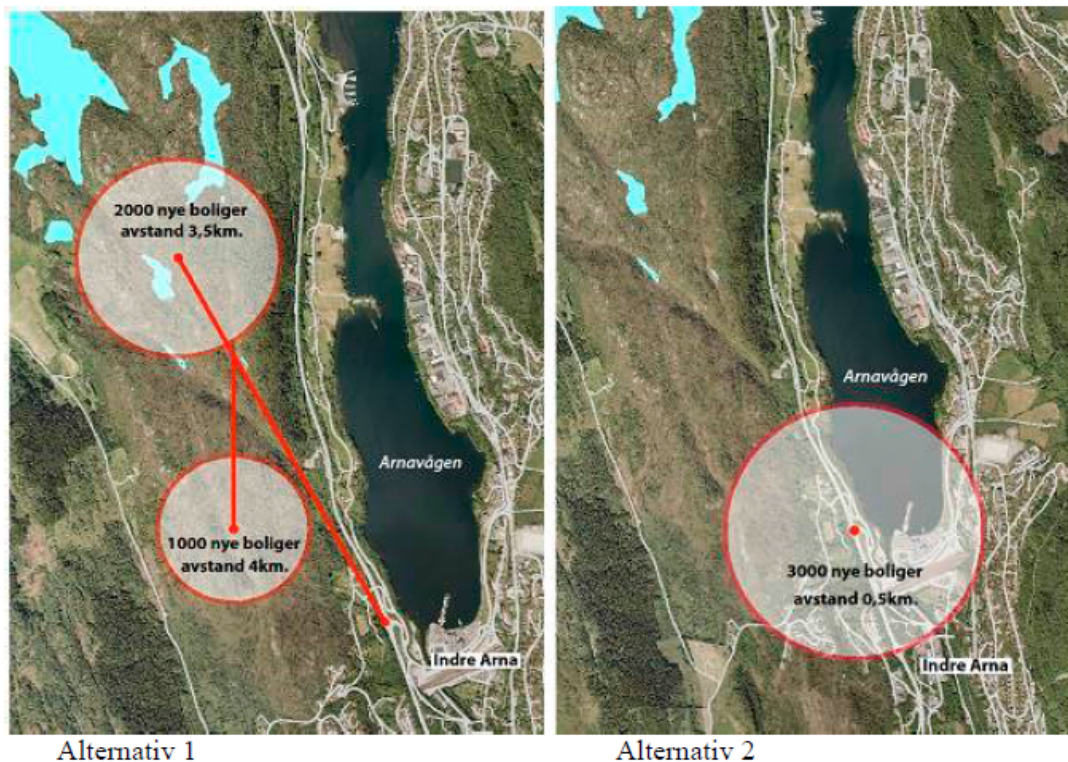 2000 nye boliger
avstand 3,5km.
Arnavågen
1000 nye boliger
avstand 4km.
Indre Arna
Alternativ 1
Arnavågen
3000 nye boliger
avstand 0,5km.
Indre Arna
Alternativ 2